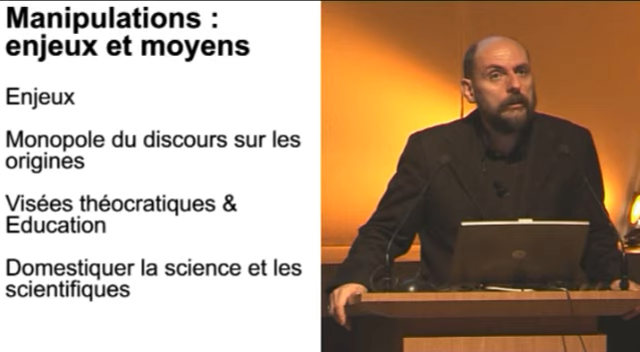 Manipulations :
enjeux et moyens
Enjeux
Monopole du discours sur les
origines
Visées théocratiques &
Education
Domestiquer la science et les
scientifiques